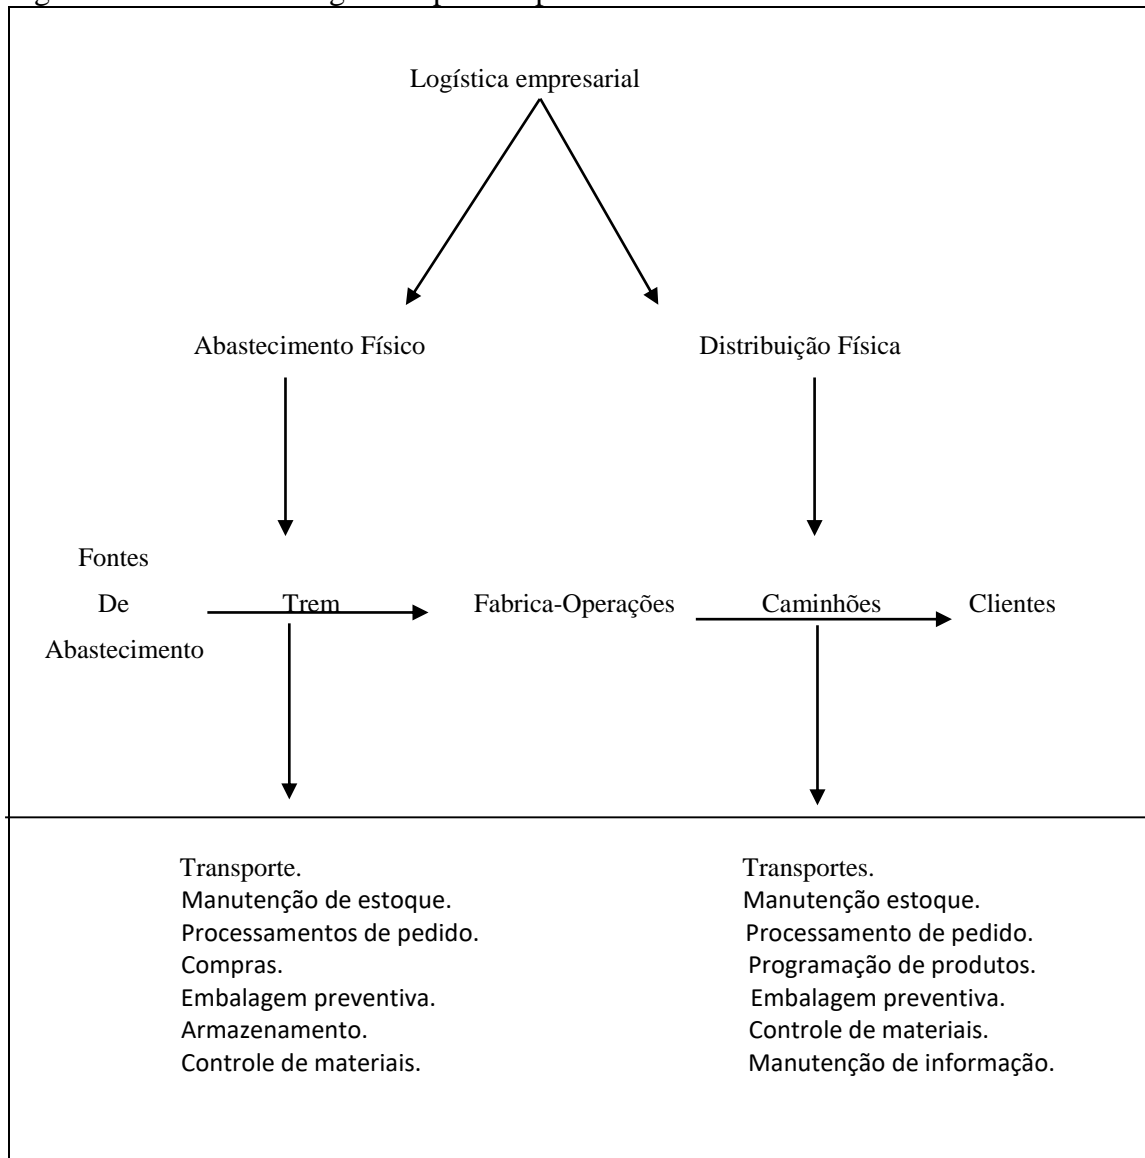 Logística empresarial
Abastecimento Físico Distribuição Física
Fontes
De Trem Fabrica-Operações Caminhões Clientes
Abastecimento
Transporte. Transportes.
Manutenção de estoque. Manutenção estoque.
Processamentos de pedido. Processamento de pedido.
Compras. Programação de produtos.
Embalagem preventiva. Embalagem preventiva.
Armazenamento. Controle de materiais.
Controle de materiais. Manutenção de informação.